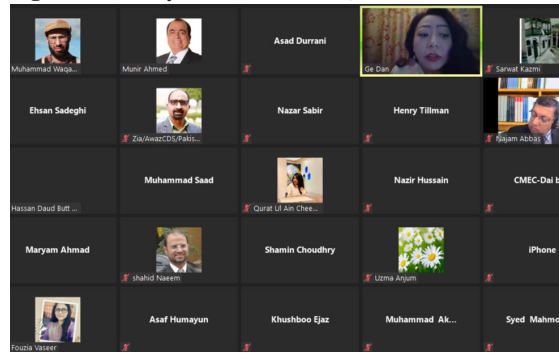 Muhammad Waqa...
Munir Ahmed
Asad Durrani
Ge Dan
Sarwat Kazmi
Ehsan Sadeghi
Zia/AwazCDS/Pakis...
Nazar Sabir
Henry Tillman
Najam Abbas
Hassan Daud Butt ...
Muhammad Saad
Qurat Ul Ain Chee...
Nazir Hussain
CMEC-Dai b
Maryam Ahmad
shahid Naeem
Shamin Choudhry
Uzma Anjum
iPhone
Fouzia Vaseer
Asaf Humayun
Khushboo Ejaz
Muhammad Ak...
Syed Mahmo